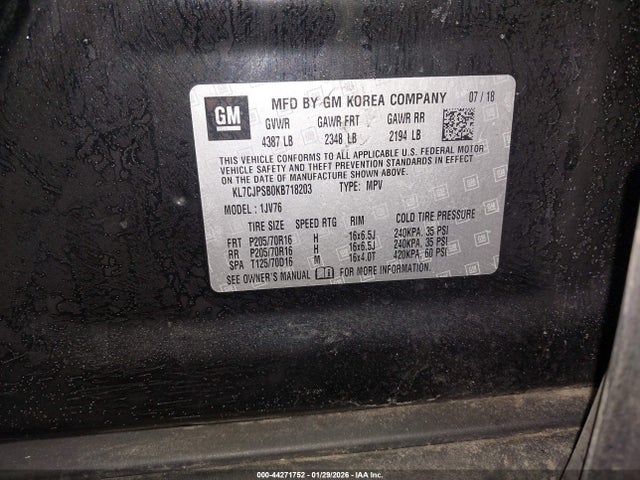 GM
MFD BY GM KOREA COMPANY 07 / 18
GVWR GAWR FRT GAWR RR
4387 LB 2348 LB 2194 LB
THIS VEHICLE CONFORMS TO ALL APPLICABLE U.S. FEDERAL MOTOR
VEHICLE SAFETY AND THEFT PREVENTION STANDARDS IN EFFECT
ON THE DATE OF MANUFACTURE SHOWN ABOVE.
KL7CJPSB0KB718203 TYPE: MPV
MODEL: 1JV76
TIRE SIZE SPEED RTG RIM COLD TIRE PRESSURE
FRT P205/70R16 H 16x6.5J 240KPA, 35 PSI
RR P205/70R16 H 16x6.5J 240KPA, 35 PSI
SPA T125/70D16 M 16x4.0T 420KPA, 60 PSI
SEE OWNER'S MANUAL FOR MORE INFORMATION.
000-44271752 - 01/29/2026 - IAA Inc.